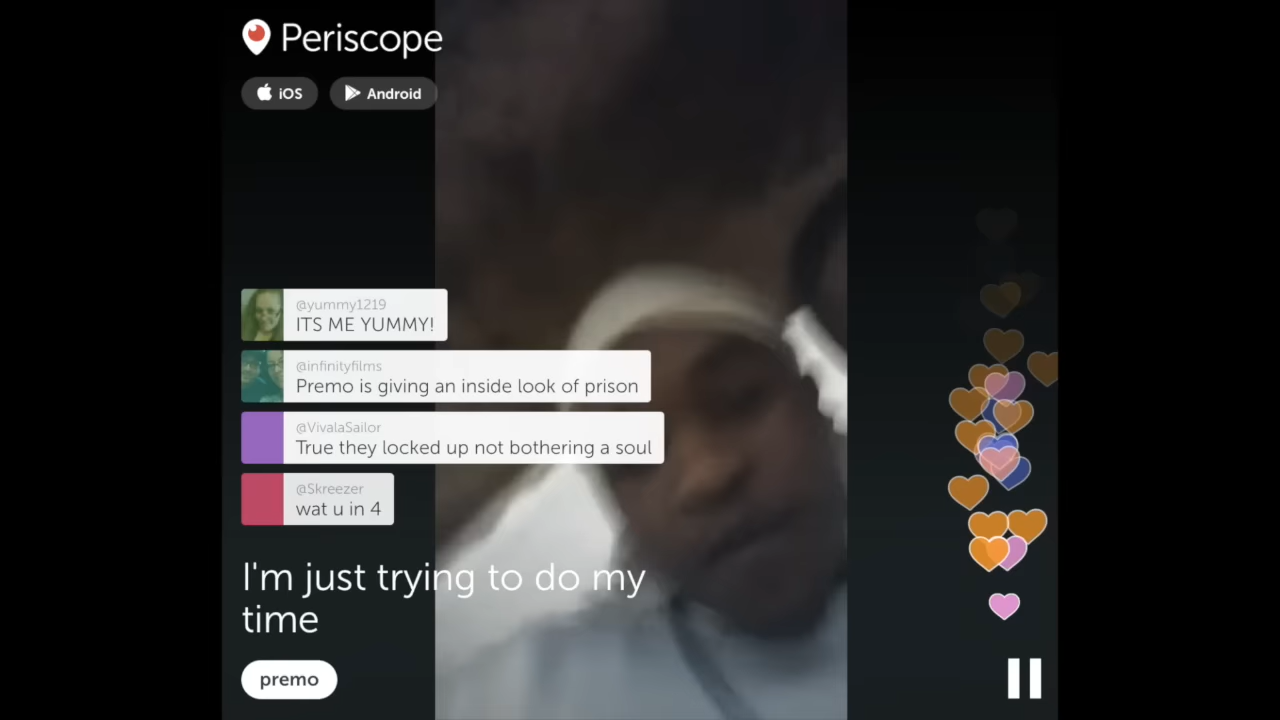 Periscope
iOS
Android
@yummy1219
ITS ME YUMMY!
@infinityfilms
Premo is giving an inside look of prison
@VivalaSailor
True they locked up not bothering a soul
@Skreezer
wat u in 4
I'm just trying to do my
time
premo